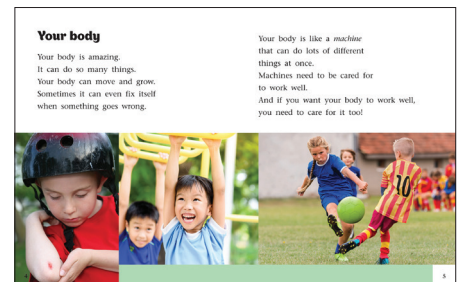 Your body
Your body is amazing.
It can do so many things.
Your body can move and grow.
Sometimes it can even fix itself
when something goes wrong.
Your body is like a machine
that can do lots of different
things at once.
Machines need to be cared for
to work well.
And if you want your body to work well,
you need to care for it too!
10
5